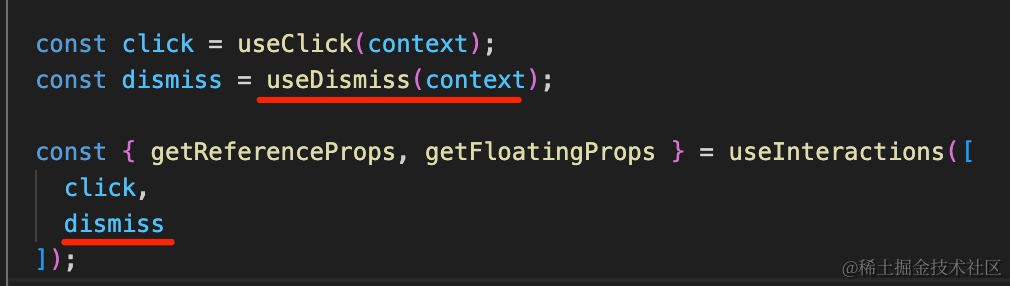 const click = useClick(context);
const dismiss = useDismiss(context);
const { getReferenceProps, getFloatingProps } = useInteractions([
click,
dismiss
]);
@稀土掘金技术社区